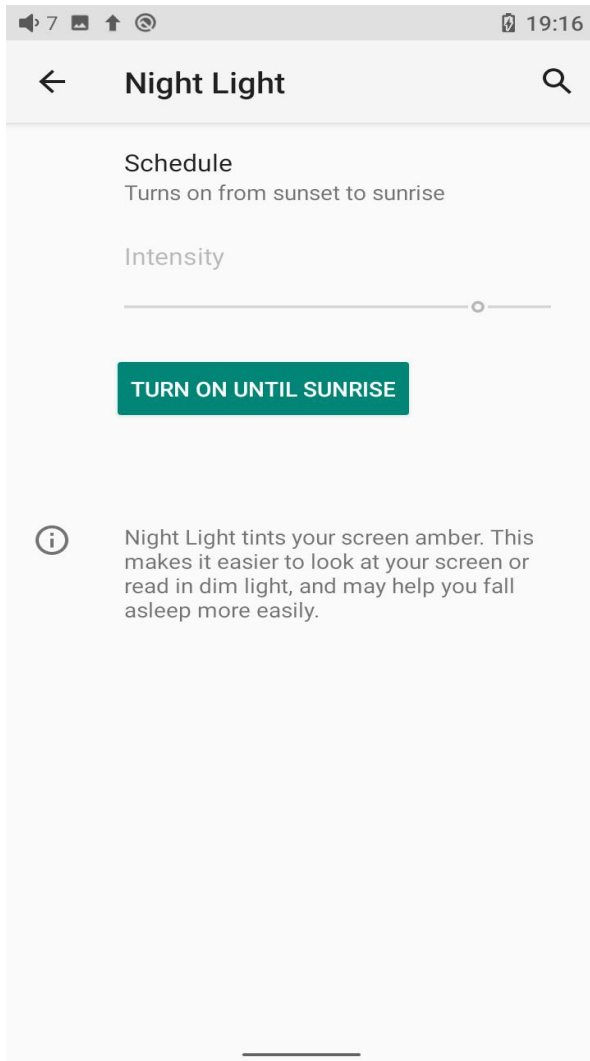 7 19:16
Night Light
Schedule
Turns on from sunset to sunrise
Intensity
TURN ON UNTIL SUNRISE
Night Light tints your screen amber. This
makes it easier to look at your screen or
read in dim light, and may help you fall
asleep more easily.